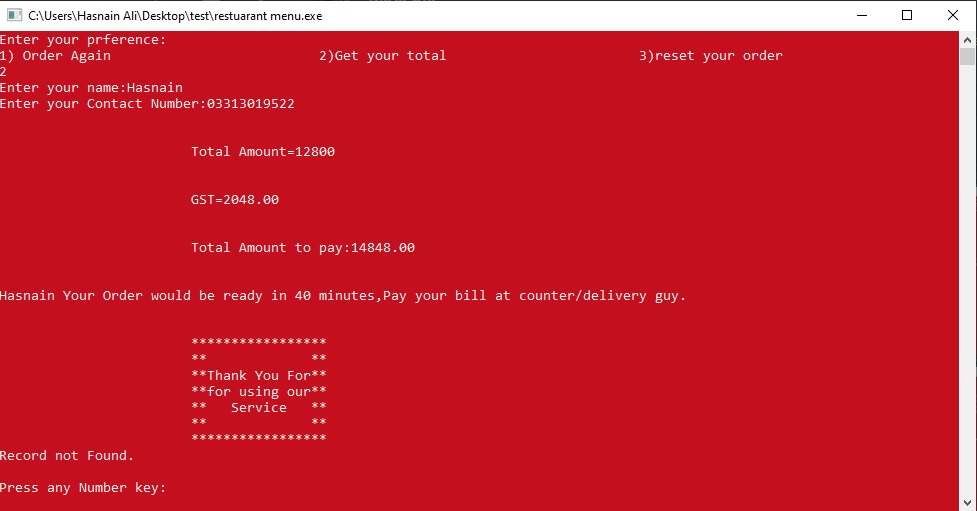 C:\Users\Hasnain Ali\Desktop\test\restuarant menu.exe
Enter your prference:
1) Order Again 2)Get your total 3)reset your order
2
Enter your name:Hasnain
Enter your Contact Number:03313019522
Total Amount=12800
GST=2048.00
Total Amount to pay:14848.00
Hasnain Your Order would be ready in 40 minutes,Pay your bill at counter/delivery guy.
*****************
** **
**Thank You For**
**for using our**
** Service **
** **
*****************
Record not Found.
Press any Number key: